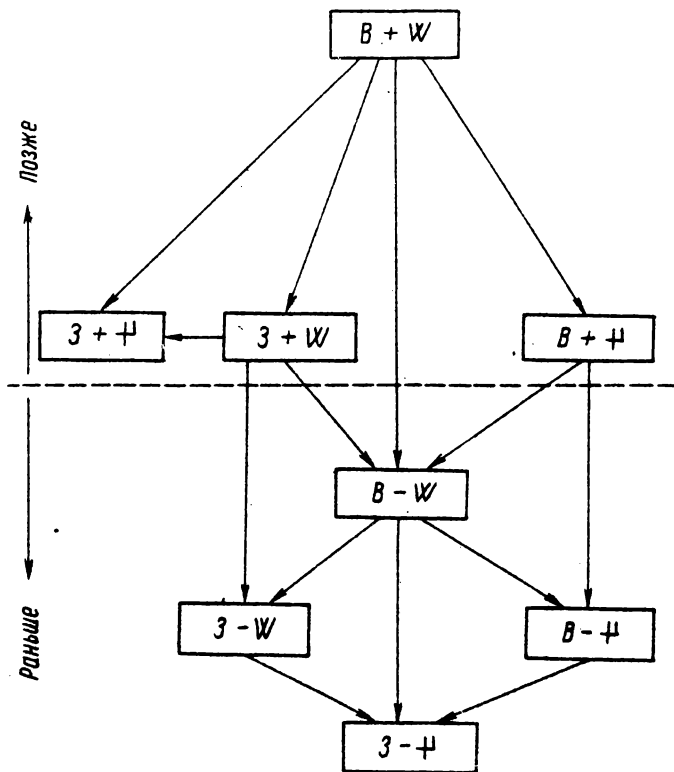 В + W
Позже
З +
З + W
В +
В – W
Раньше
З – W
В –
З –